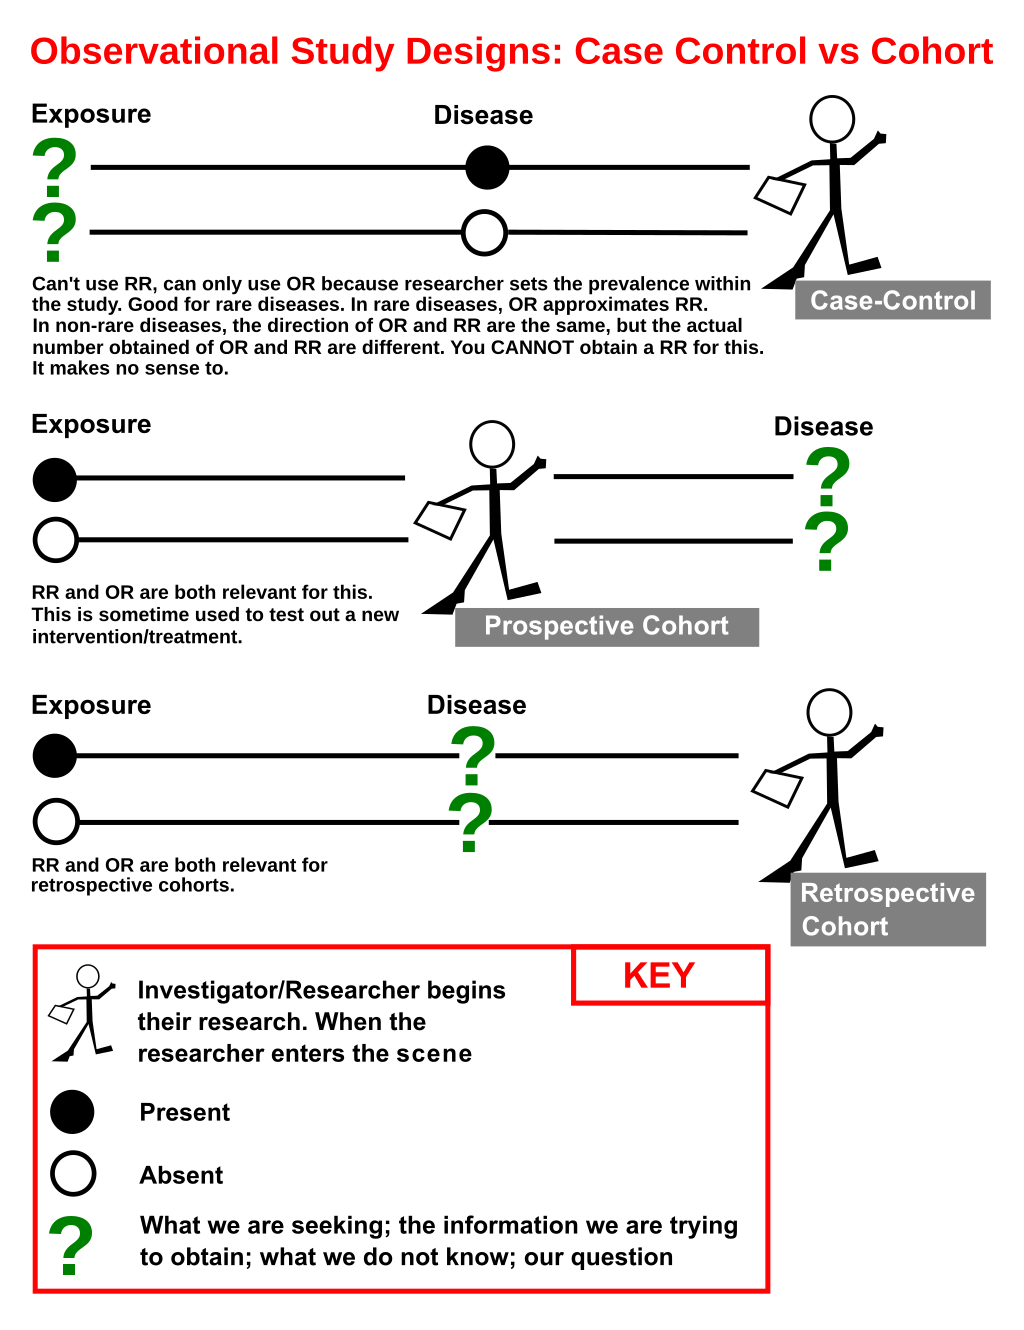 Observational Study Designs: Case Control vs Cohort
Exposure
Disease
?
?
Can't use RR, can only use OR because researcher sets the prevalence within
the study. Good for rare diseases. In rare diseases, OR approximates RR.
In non-rare diseases, the direction of OR and RR are the same, but the actual
number obtained of OR and RR are different. You CANNOT obtain a RR for this.
It makes no sense to.
Case-Control
Exposure
Disease
?
?
RR and OR are both relevant for this.
This is sometime used to test out a new
intervention/treatment.
Prospective Cohort
Exposure
Disease
?
?
RR and OR are both relevant for
retrospective cohorts.
Retrospective
Cohort
KEY
Investigator/Researcher begins
their research. When the
researcher enters the scene
Present
Absent
?
What we are seeking; the information we are trying
to obtain; what we do not know; our question